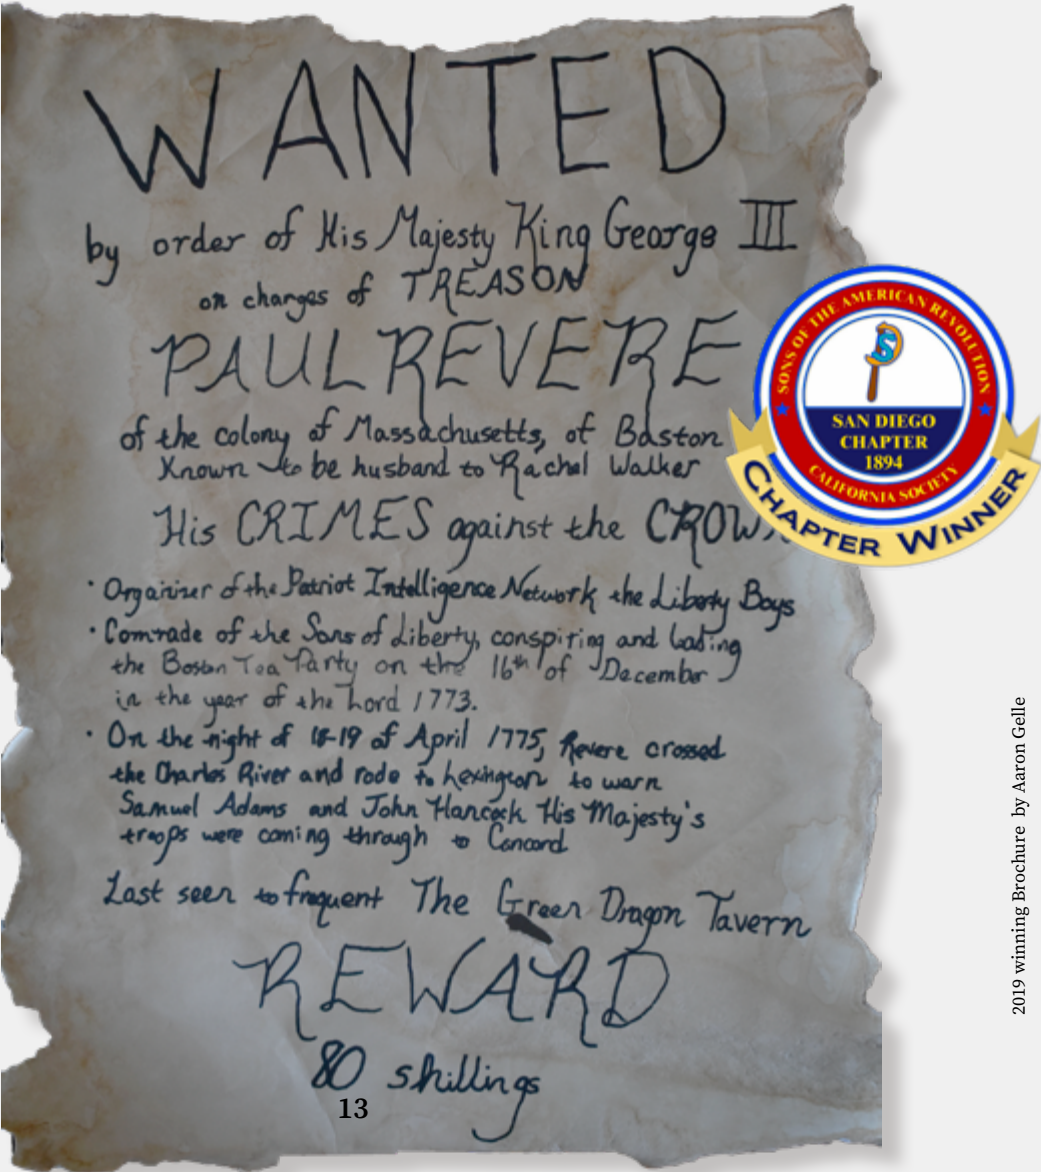 WANTED
by order of His Majesty King George III
on charges of TREASON
PAUL REVERE
of the colony of Massachusetts, of Boston
Known to be husband to Rachel Walker
His CRIMES against the CROW
· Organizer of the Patriot Intelligence Network the Liberty Boys
· Comrade of the Sons of Liberty, conspiring and
the Boston Tea Party on the 16th of December
in the year of the Lord 1773.
· On the night of 18-19 of April 1775, Revere crossed
the Charles River and rode to Lexington to warn
Samuel Adams and John Hancock His Majesty's
troops were coming through to Concord
Last seen to frequent The Green Dragon Tavern
REWARD
80 shillings
13
SONS OF THE AMERICAN REVOLUTION
S
SAN DIEGO
CHAPTER
1894
CALIFORNIA SOCIETY
CHAPTER WINNER
2019 winning Brochure by Aaron Gelle